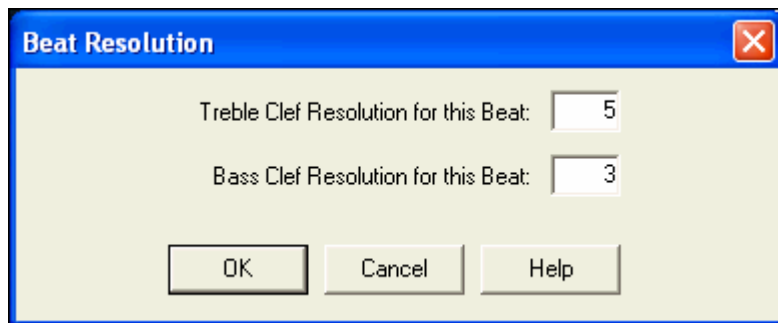 Beat Resolution
Treble Clef Resolution for this Beat: 5
Bass Clef Resolution for this Beat: 3
OK Cancel Help